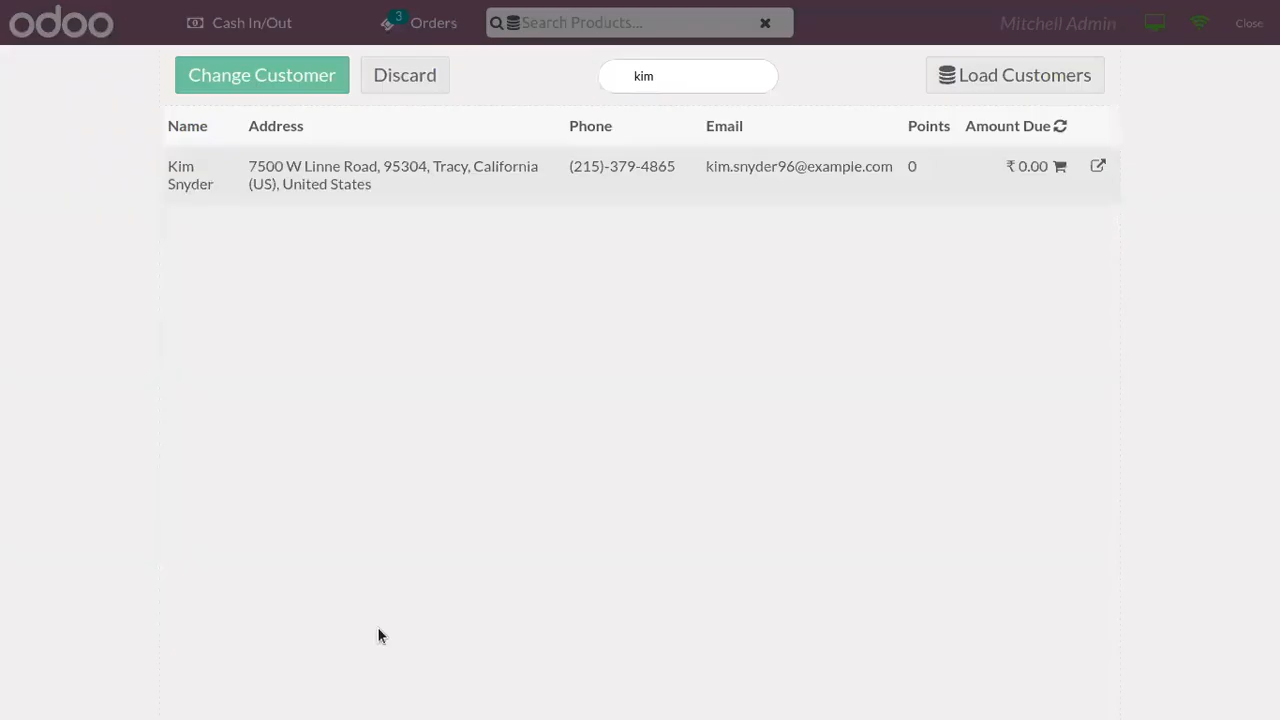 odoo Cash In/Out 3 Orders Search Products... Mitchell Admin Close
Change Customer Discard kim Load Customers
Name Address Phone Email Points Amount Due
Kim 7500 W Linne Road, 95304, Tracy, California (215)-379-4865 kim.snyder96@example.com 0 ₹ 0.00
Snyder (US), United States